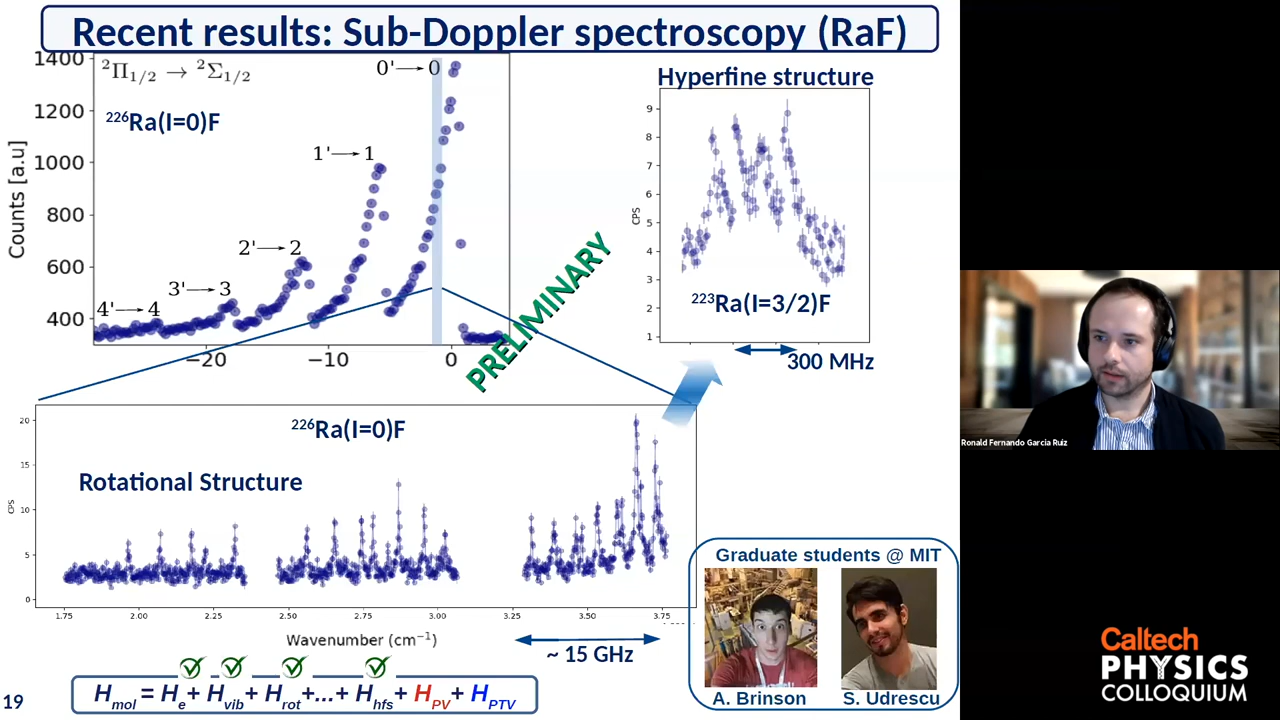 Recent results: Sub-Doppler spectroscopy (RaF)
²Π₁/₂ → ²Σ₁/₂
²²⁶Ra(I=0)F
0'→0
1'→1
2'→2
3'→3
4'→4
Counts [a.u]
1400
1200
1000
800
600
400
−20 −10 0
PRELIMINARY
Hyperfine structure
CPS
9
8
7
6
5
4
3
2
1
²²³Ra(I=3/2)F
300 MHz
²²⁶Ra(I=0)F
Rotational Structure
CPS
20
15
10
5
0
1.75 2.00 2.25 2.50 2.75 3.00 3.25 3.50 3.75
Wavenumber (cm⁻¹)
~ 15 GHz
H_mol = H_e + H_vib + H_rot +...+ H_hfs + H_PV + H_PTV
19
Graduate students @ MIT
A. Brinson S. Udrescu
Ronald Fernando Garcia Ruiz
Caltech
PHYSICS
COLLOQUIUM